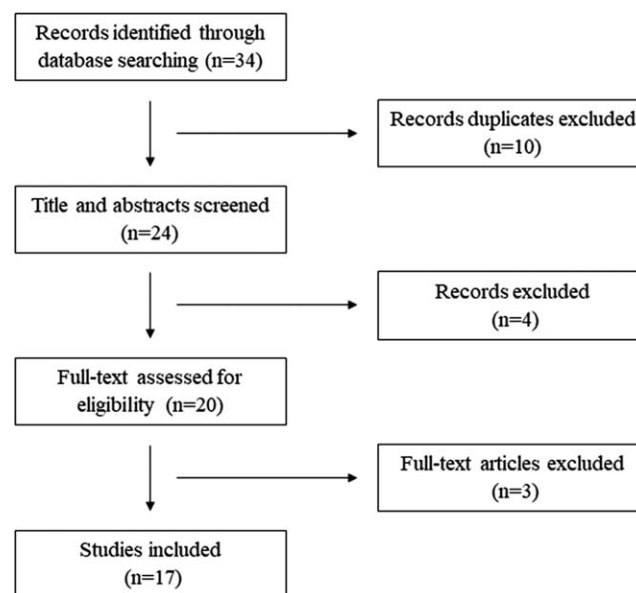 Records identified through
database searching (n=34)
Records duplicates excluded
(n=10)
Title and abstracts screened
(n=24)
Records excluded
(n=4)
Full-text assessed for
eligibility (n=20)
Full-text articles excluded
(n=3)
Studies included
(n=17)